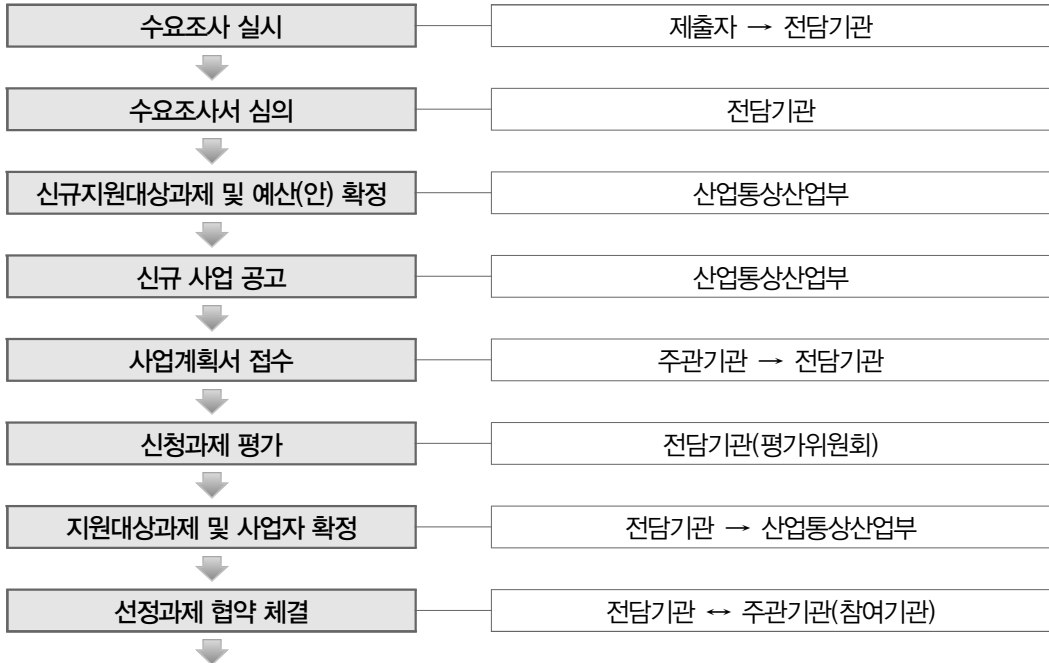 수요조사 실시
제출자 → 전담기관
수요조사서 심의
전담기관
신규지원대상과제 및 예산(안) 확정
산업통상산업부
신규 사업 공고
산업통상산업부
사업계획서 접수
주관기관 → 전담기관
신청과제 평가
전담기관(평가위원회)
지원대상과제 및 사업자 확정
전담기관 → 산업통상산업부
선정과제 협약 체결
전담기관 ↔ 주관기관(참여기관)